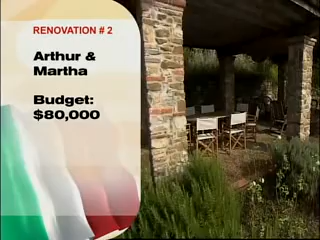 RENOVATION # 2
Arthur &
Martha
Budget:
$80,000